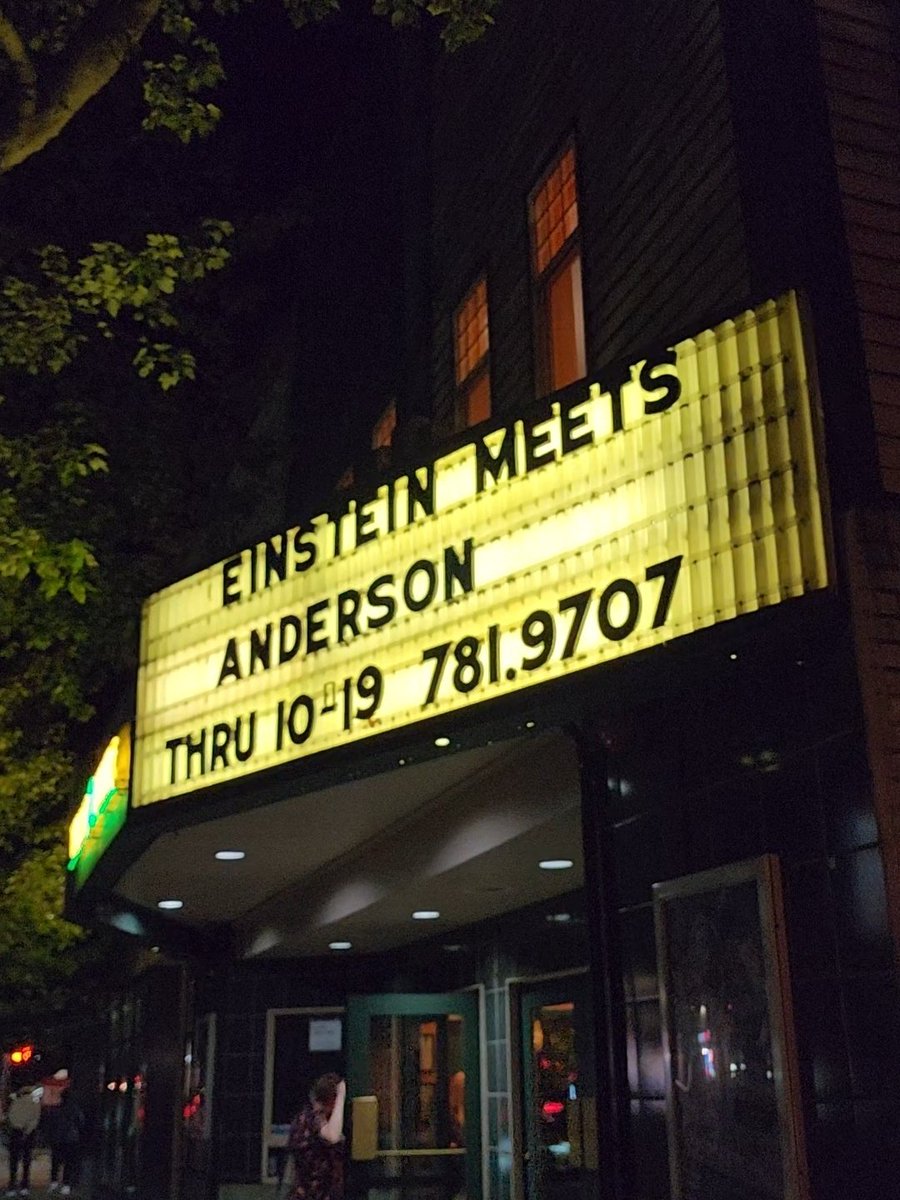 EINSTEIN MEETS
ANDERSON
THRU 10-19 781.9707